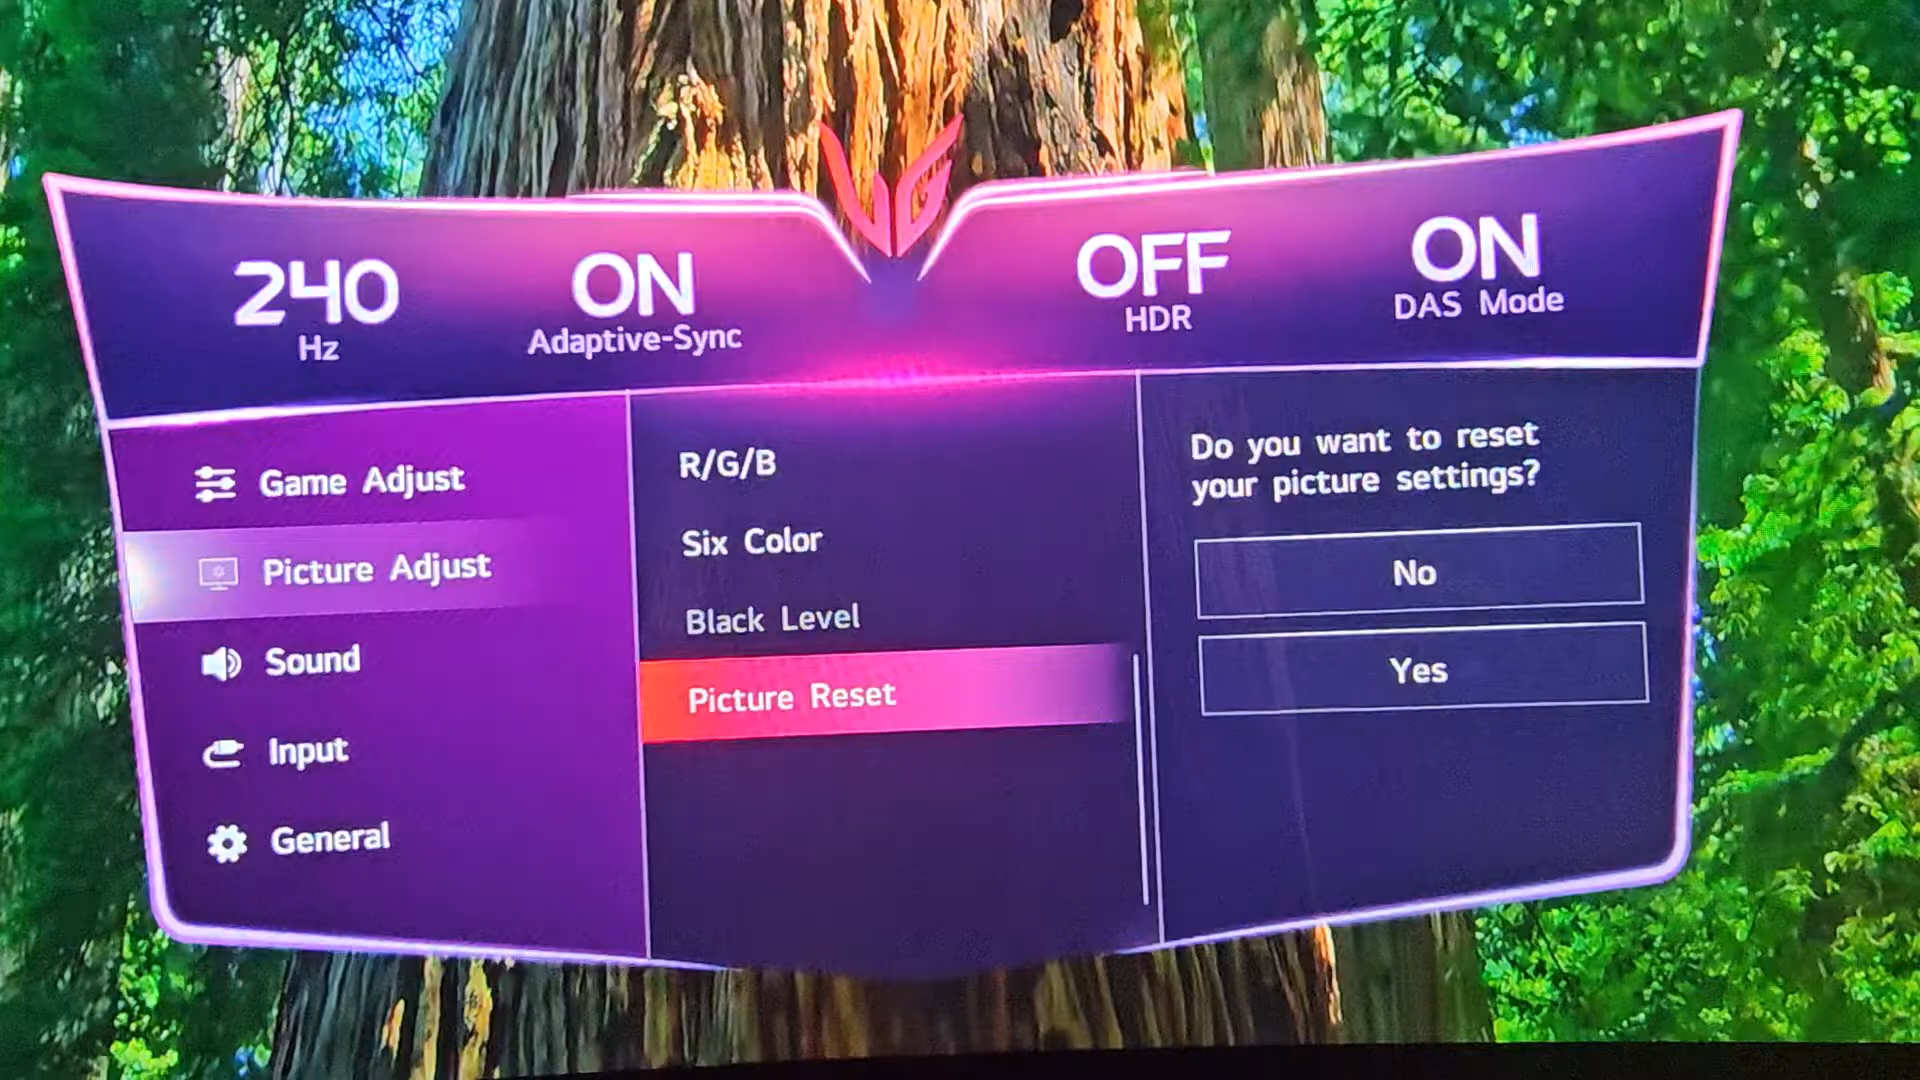 UG
240
Hz
ON
Adaptive-Sync
OFF
HDR
ON
DAS Mode
Game Adjust
Picture Adjust
Sound
Input
General
R/G/B
Six Color
Black Level
Picture Reset
Do you want to reset
your picture settings?
No
Yes